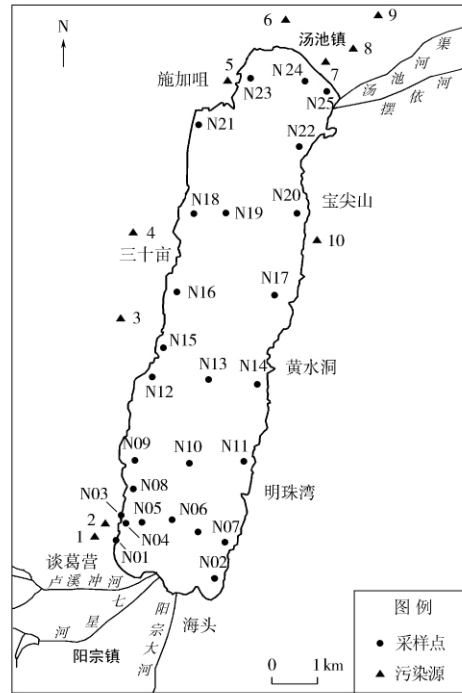 6
9
N
汤池镇
8
渠
河
汤池
5
7
施加咀
N24
N23
N25
河
依
摆
N21
N22
N18
N19
N20
宝尖山
4
10
三十亩
N17
N16
3
N15
N13
N14
黄水洞
N12
N09
N10
N11
N08
明珠湾
N03
N05
N06
2
N04
N07
1
N01
谈葛营
N02
卢溪冲河
七
星
河
阳宗大河
海头
阳宗镇
图例
采样点
污染源
0 1 km